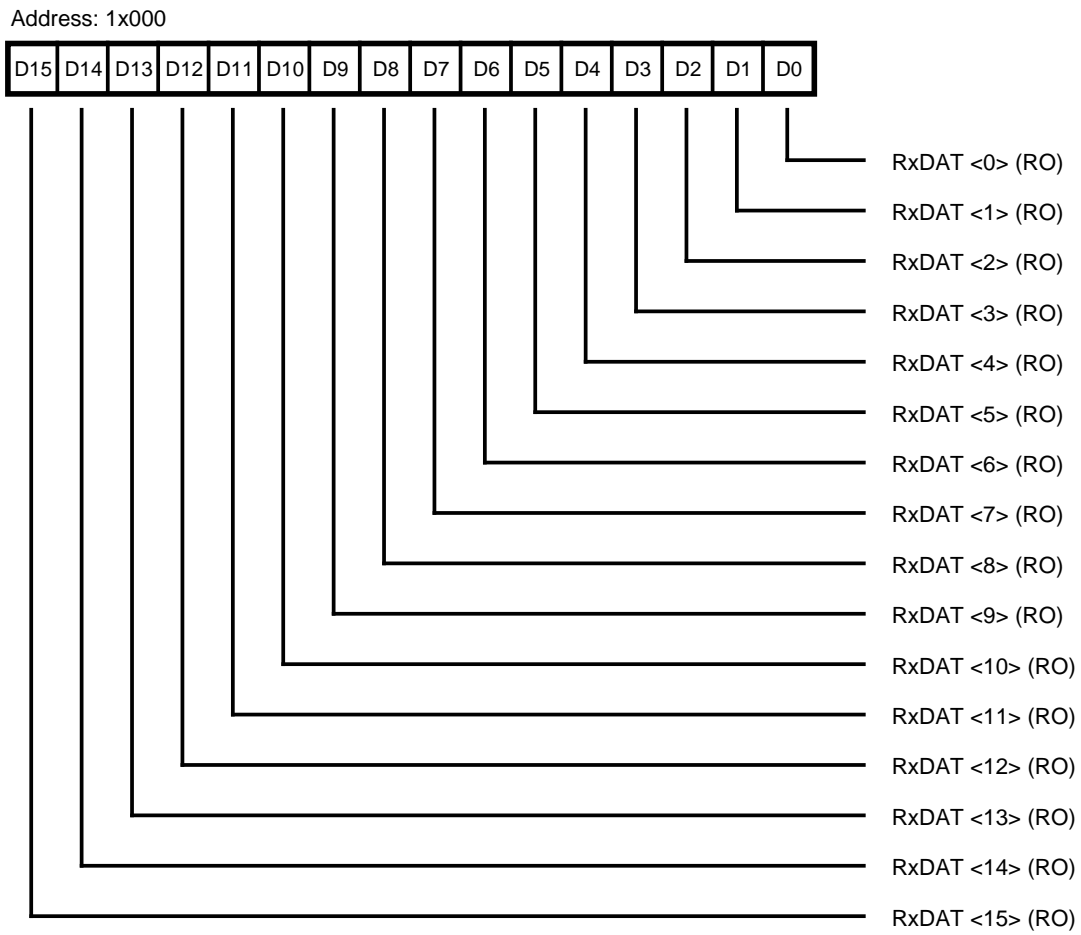 Address: 1x000
D15 D14 D13 D12 D11 D10 D9 D8 D7 D6 D5 D4 D3 D2 D1 D0
RxDAT <0> (RO)
RxDAT <1> (RO)
RxDAT <2> (RO)
RxDAT <3> (RO)
RxDAT <4> (RO)
RxDAT <5> (RO)
RxDAT <6> (RO)
RxDAT <7> (RO)
RxDAT <8> (RO)
RxDAT <9> (RO)
RxDAT <10> (RO)
RxDAT <11> (RO)
RxDAT <12> (RO)
RxDAT <13> (RO)
RxDAT <14> (RO)
RxDAT <15> (RO)